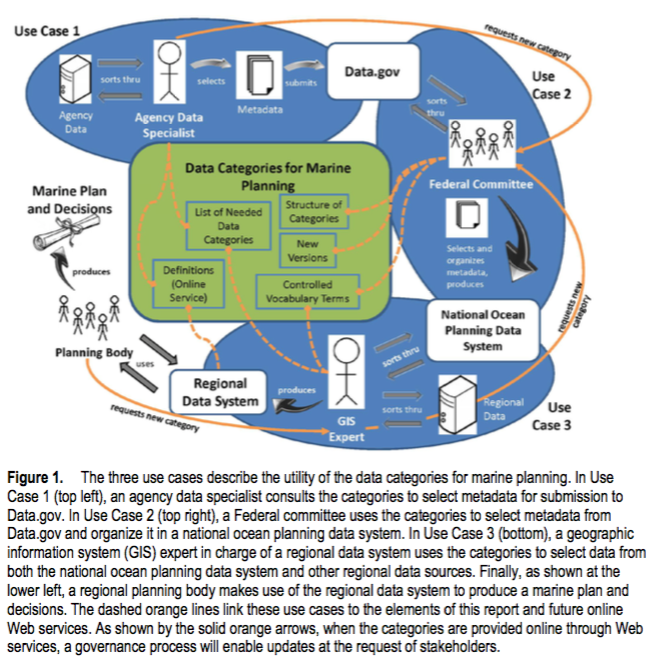 Use Case 1
requests new category
sorts thru
selects
submits
Data.gov
Use
Case 2
Agency
Data
Agency Data
Specialist
Metadata
sorts
thru
Federal Committee
Data Categories for Marine
Planning
List of Needed
Data
Categories
Structure of
Categories
New
Versions
Definitions
(Online
Service)
Controlled
Vocabulary Terms
Marine Plan
and Decisions
produces
Selects and
organizes
metadata,
produces
National Ocean
Planning Data
System
requests new
category
Planning Body
uses
Regional
Data System
produces
sorts thru
GIS
Expert
sorts thru
Regional
Data
Use
Case 3
requests new category
Figure 1. The three use cases describe the utility of the data categories for marine planning. In Use
Case 1 (top left), an agency data specialist consults the categories to select metadata for submission to
Data.gov. In Use Case 2 (top right), a Federal committee uses the categories to select metadata from
Data.gov and organize it in a national ocean planning data system. In Use Case 3 (bottom), a geographic
information system (GIS) expert in charge of a regional data system uses the categories to select data from
both the national ocean planning data system and other regional data sources. Finally, as shown at the
lower left, a regional planning body makes use of the regional data system to produce a marine plan and
decisions. The dashed orange lines link these use cases to the elements of this report and future online
Web services. As shown by the solid orange arrows, when the categories are provided online through Web
services, a governance process will enable updates at the request of stakeholders.